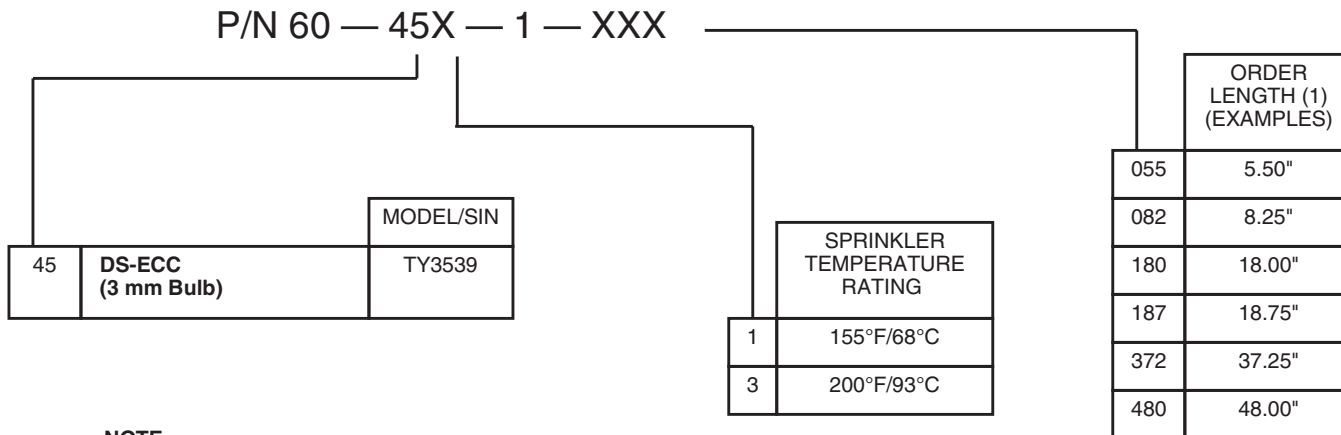 P/N 60 — 45X — 1 — XXX
ORDER
LENGTH (1)
(EXAMPLES)
055 5.50"
082 8.25"
180 18.00"
187 18.75"
372 37.25"
480 48.00"
MODEL/SIN
45 DS-ECC TY3539
(3 mm Bulb)
SPRINKLER
TEMPERATURE
RATING
1 155°F/68°C
3 200°F/93°C
NOTE